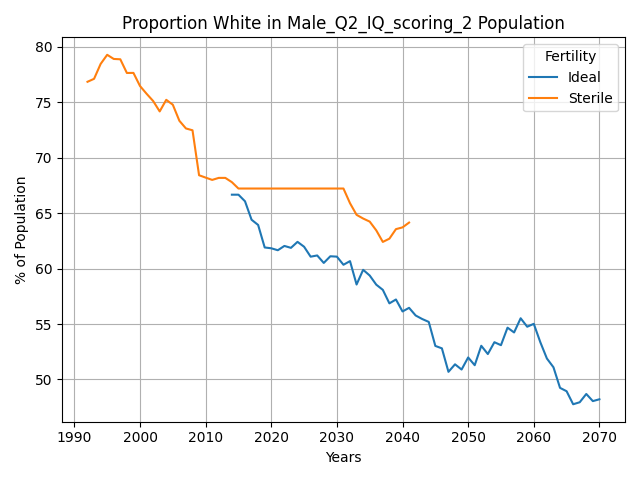 Proportion White in Male_Q2_IQ_scoring_2 Population
Fertility
Ideal
Sterile
% of Population
80
75
70
65
60
55
50
1990
2000
2010
2020
2030
2040
2050
2060
2070
Years